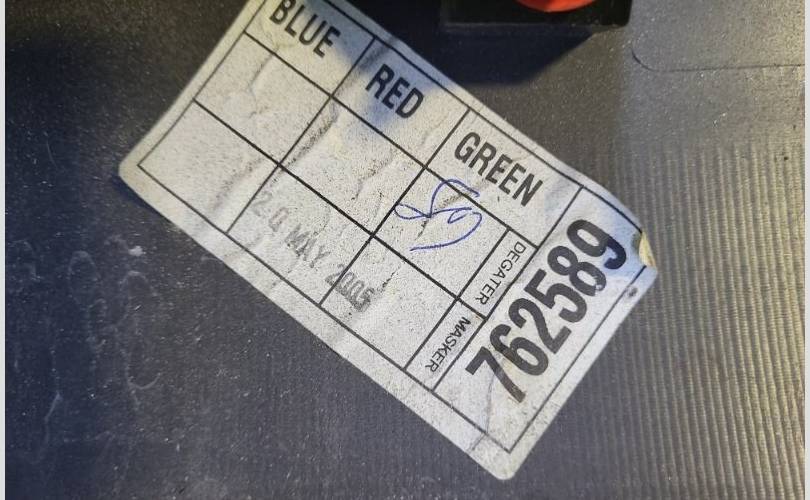 BLUE RED GREEN
DEGATER
MASKER
20 MAY 2005
762589